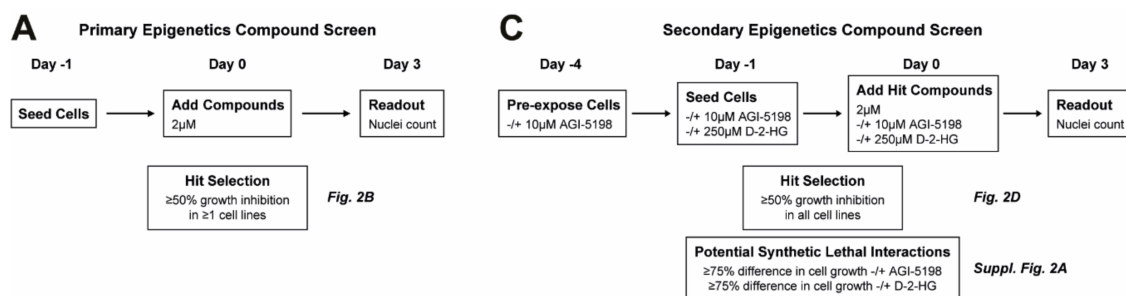 A
Primary Epigenetics Compound Screen
Day -1
Day 0
Day 3
Seed Cells
Add Compounds
2µM
Readout
Nuclei count
Hit Selection
≥50% growth inhibition
in ≥1 cell lines
Fig. 2B
C
Secondary Epigenetics Compound Screen
Day -4
Day -1
Day 0
Day 3
Pre-expose Cells
-/+ 10µM AGI-5198
Seed Cells
-/+ 10µM AGI-5198
-/+ 250µM D-2-HG
Add Hit Compounds
2µM
-/+ 10µM AGI-5198
-/+ 250µM D-2-HG
Readout
Nuclei count
Hit Selection
≥50% growth inhibition
in all cell lines
Fig. 2D
Potential Synthetic Lethal Interactions
≥75% difference in cell growth -/+ AGI-5198
≥75% difference in cell growth -/+ D-2-HG
Suppl. Fig. 2A